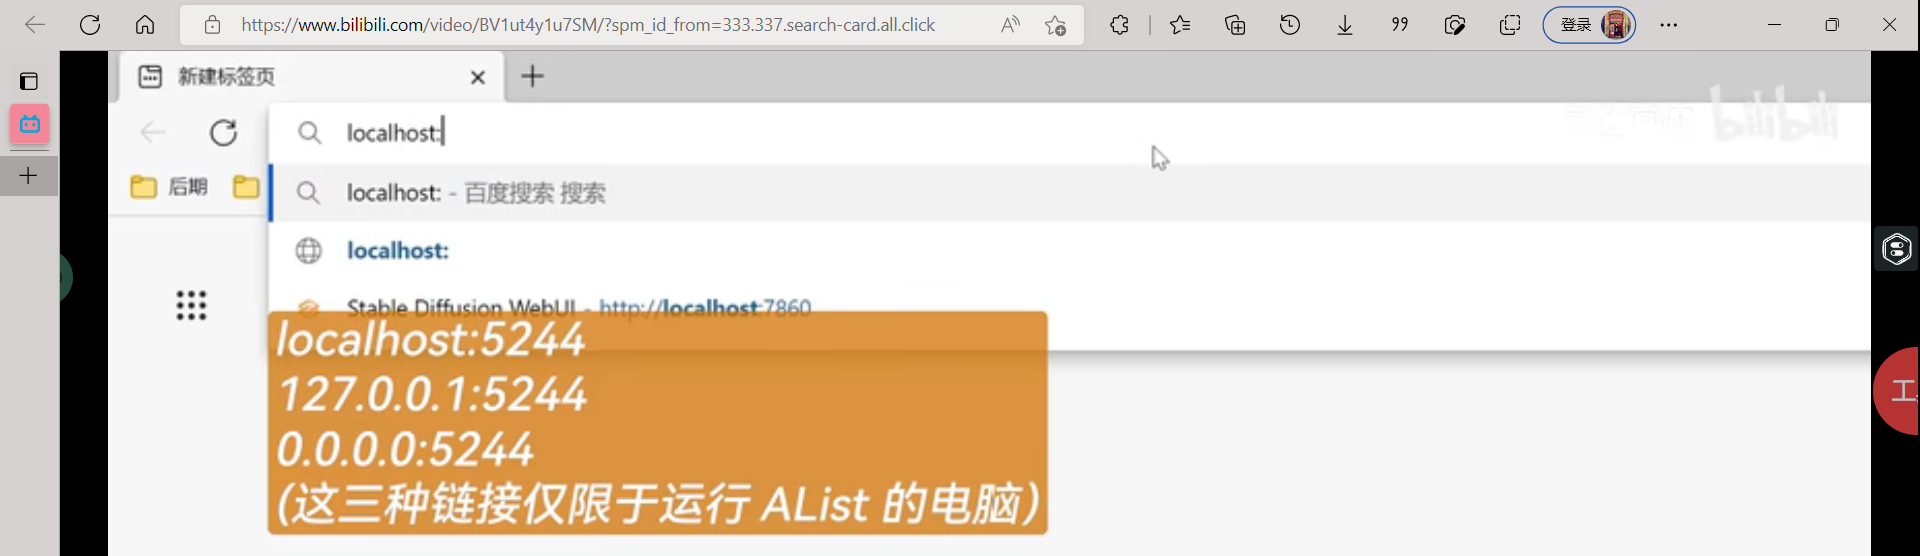 https://www.bilibili.com/video/BV1ut4y1u7SM/?spm_id_from=333.337.search-card.all.click
登录
新建标签页
localhost:
后期
localhost: - 百度搜索 搜索
localhost:
Stable Diffusion WebUI - http://localhost:7860
localhost:5244
127.0.0.1:5244
0.0.0.0:5244
(这三种链接仅限于运行 AList 的电脑)
bilibili
工